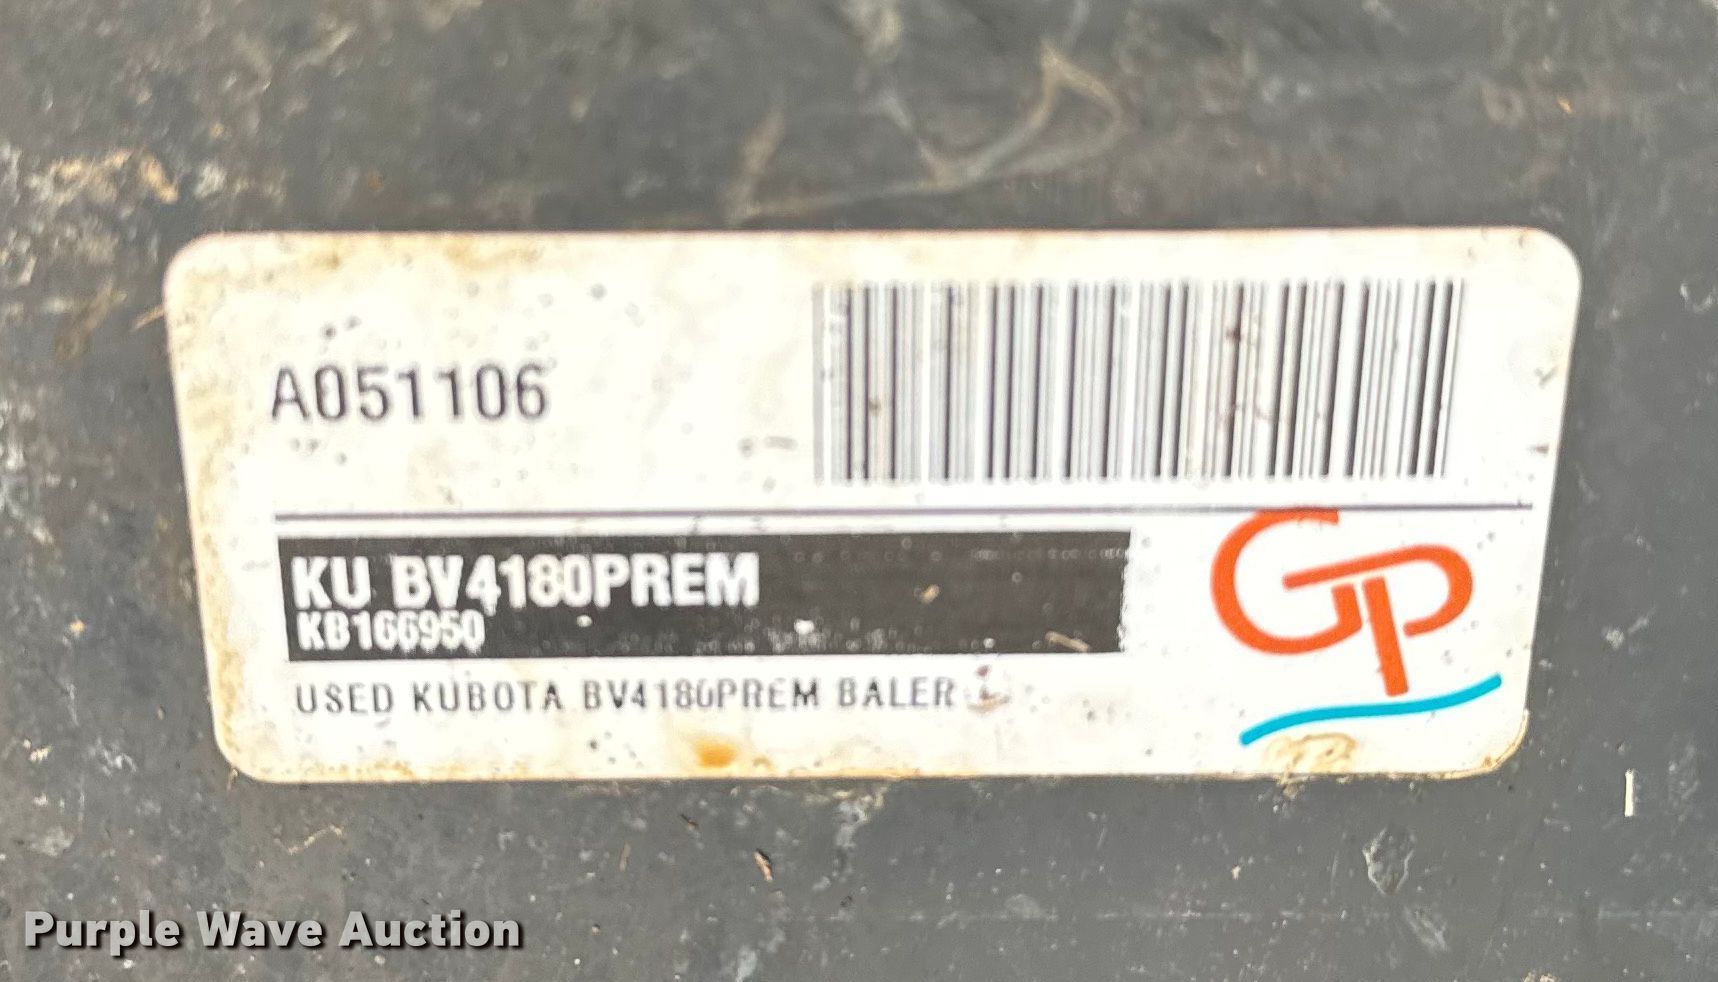 A051106
KU BV4180PREM
KB166950
GP
USED KUBOTA BV4180PREM BALER
Purple Wave Auction